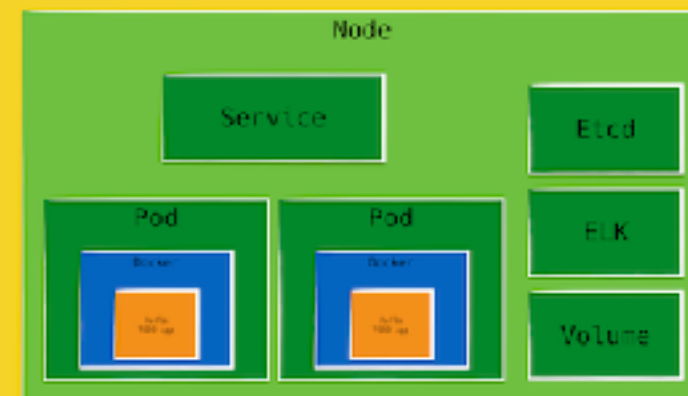 Node
Service
Etcd
Pod
Pod
ELK
Docker
Docker
Volume